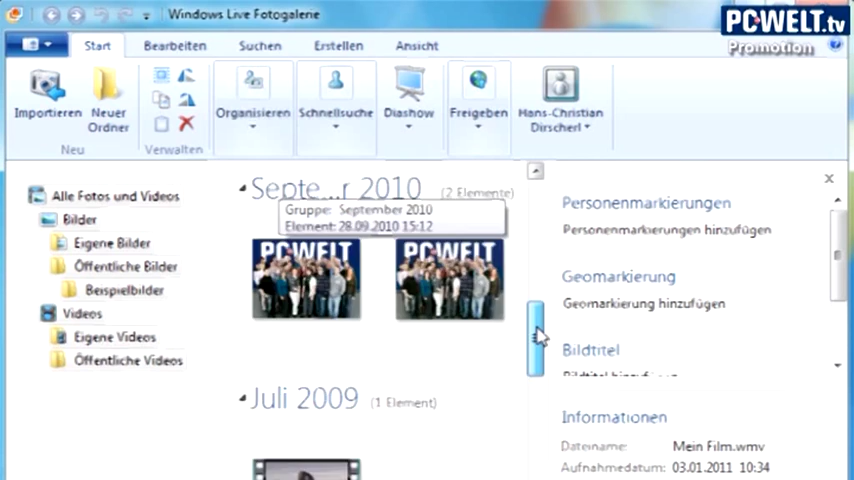 Windows Live Fotogalerie
PCWELT.tv
Promotion
Start Bearbeiten Suchen Erstellen Ansicht
Importieren Neuer Ordner Organisieren Schnellsuche Diashow Freigeben Hans-Christian Dirscherl
Neu Verwalten
Alle Fotos und Videos
Bilder
Eigene Bilder
Öffentliche Bilder
Beispielbilder
Videos
Eigene Videos
Öffentliche Videos
Septe...r 2010 (2 Elemente)
Gruppe: September 2010
Element: 28.09.2010 15:12
PCWELT PCWELT
Juli 2009 (1 Element)
Personenmarkierungen
Personenmarkierungen hinzufügen
Geomarkierung
Geomarkierung hinzufügen
Bildtitel
Bildtitel hinzufügen
Informationen
Dateiname: Mein Film.wmv
Aufnahmedatum: 03.01.2011 10:34